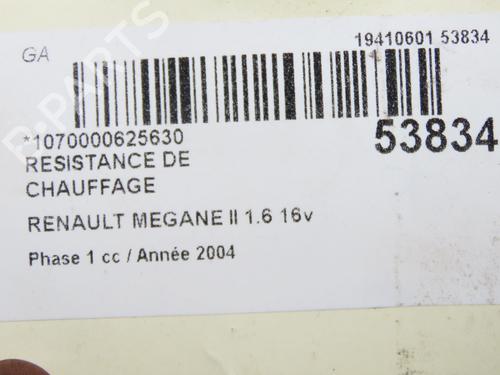 GA
19410601 53834
*1070000625630
53834
RESISTANCE DE
CHAUFFAGE
RENAULT MEGANE II 1.6 16v
Phase 1 cc / Année 2004
B-PARTS